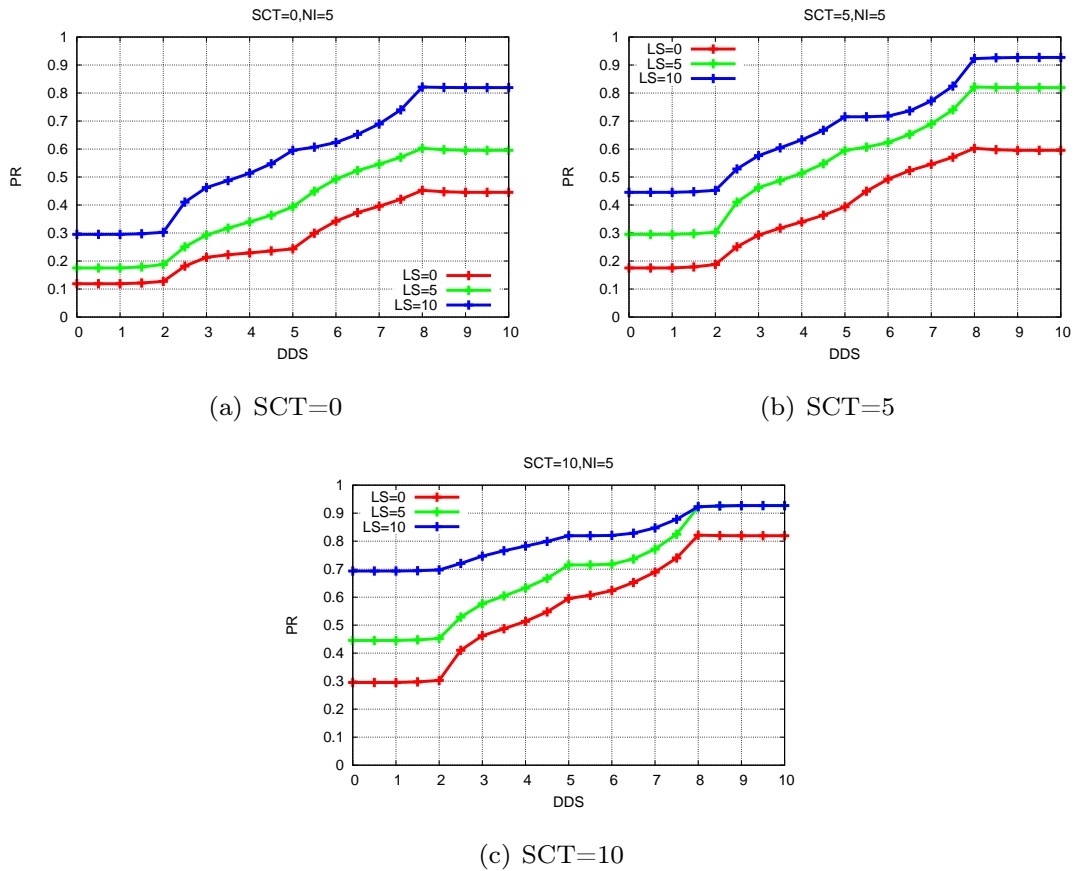 SCT=0,NI=5
1
0.9
0.8
0.7
0.6
0.5
0.4
0.3
0.2
0.1
0
PR
LS=0
LS=5
LS=10
0 1 2 3 4 5 6 7 8 9 10
DDS
(a) SCT=0
SCT=5,NI=5
1
0.9
0.8
0.7
0.6
0.5
0.4
0.3
0.2
0.1
0
PR
LS=0
LS=5
LS=10
0 1 2 3 4 5 6 7 8 9 10
DDS
(b) SCT=5
SCT=10,NI=5
1
0.9
0.8
0.7
0.6
0.5
0.4
0.3
0.2
0.1
0
PR
LS=0
LS=5
LS=10
0 1 2 3 4 5 6 7 8 9 10
DDS
(c) SCT=10